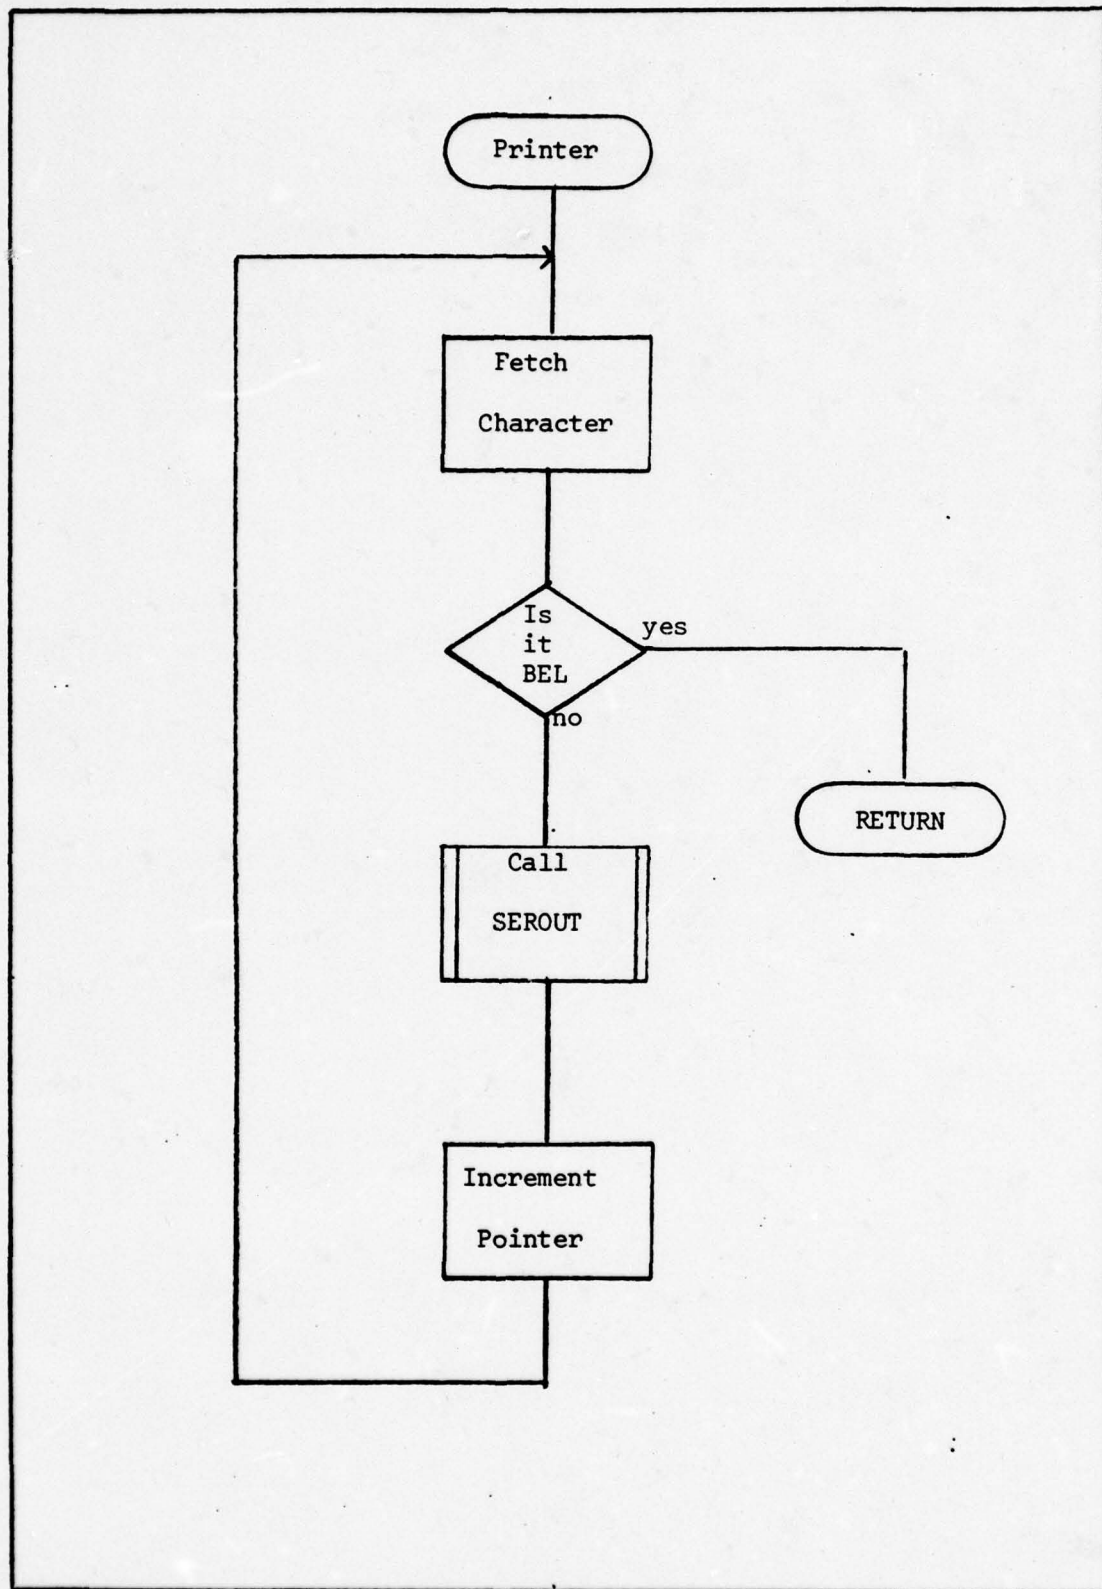 Printer
Fetch
Character
Is
it
BEL
yes
no
RETURN
Call
SEROUT
Increment
Pointer